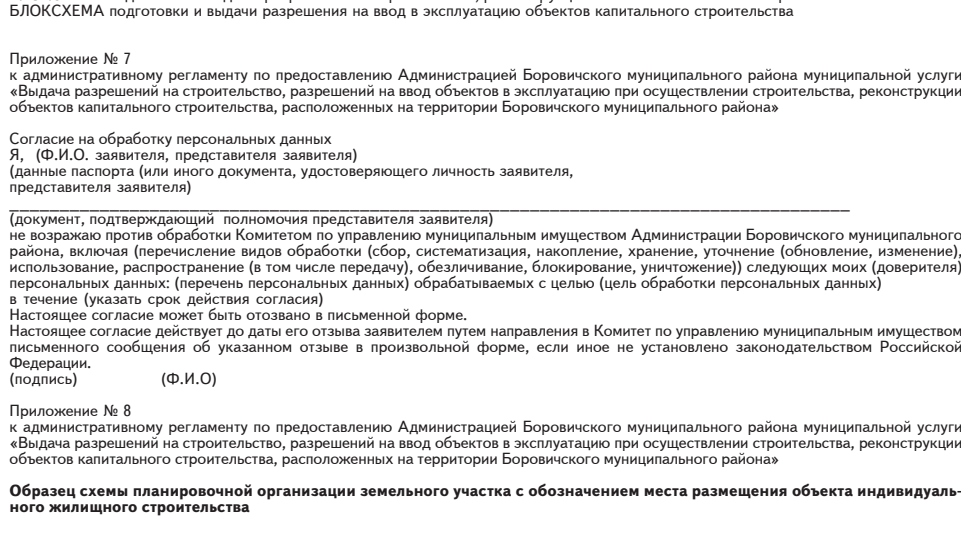 БЛОКСХЕМА подготовки и выдачи разрешения на ввод в эксплуатацию объектов капитального строительства
Приложение № 7
к административному регламенту по предоставлению Администрацией Боровичского муниципального района муниципальной услуги
«Выдача разрешений на строительство, разрешений на ввод объектов в эксплуатацию при осуществлении строительства, реконструкции
объектов капитального строительства, расположенных на территории Боровичского муниципального района»
Согласие на обработку персональных данных
Я, (Ф.И.О. заявителя, представителя заявителя)
(данные паспорта (или иного документа, удостоверяющего личность заявителя,
представителя заявителя)
(документ, подтверждающий полномочия представителя заявителя)
не возражаю против обработки Комитетом по управлению муниципальным имуществом Администрации Боровичского муниципального
района, включая (перечисление видов обработки (сбор, систематизация, накопление, хранение, уточнение (обновление, изменение),
использование, распространение (в том числе передачу), обезличивание, блокирование, уничтожение)) следующих моих (доверителя)
персональных данных: (перечень персональных данных) обрабатываемых с целью (цель обработки персональных данных)
в течение (указать срок действия согласия)
Настоящее согласие может быть отозвано в письменной форме.
Настоящее согласие действует до даты его отзыва заявителем путем направления в Комитет по управлению муниципальным имуществом
письменного сообщения об указанном отзыве в произвольной форме, если иное не установлено законодательством Российской
Федерации.
(подпись) (Ф.И.О)
Приложение № 8
к административному регламенту по предоставлению Администрацией Боровичского муниципального района муниципальной услуги
«Выдача разрешений на строительство, разрешений на ввод объектов в эксплуатацию при осуществлении строительства, реконструкции
объектов капитального строительства, расположенных на территории Боровичского муниципального района»
Образец схемы планировочной организации земельного участка с обозначением места размещения объекта индивидуаль-
ного жилищного строительства